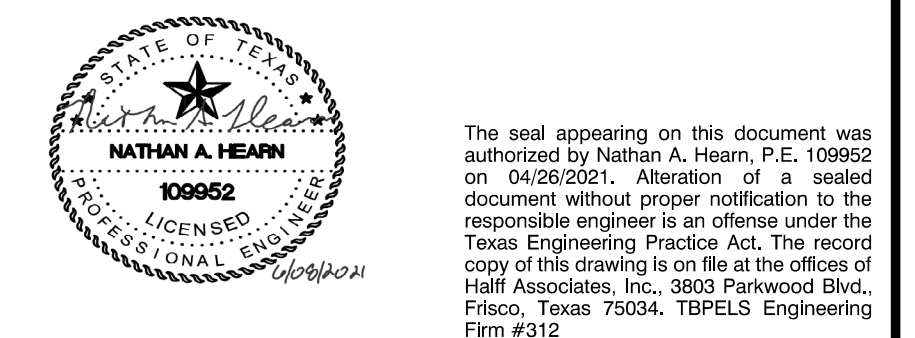 STATE OF TEXAS
Nathan A. Hearn
NATHAN A. HEARN
109952
LICENSED
PROFESSIONAL ENGINEER
6/08/2021
The seal appearing on this document was
authorized by Nathan A. Hearn, P.E. 109952
on 04/26/2021. Alteration of a sealed
document without proper notification to the
responsible engineer is an offense under the
Texas Engineering Practice Act. The record
copy of this drawing is on file at the offices of
Halff Associates, Inc., 3803 Parkwood Blvd.,
Frisco, Texas 75034. TBPELS Engineering
Firm #312